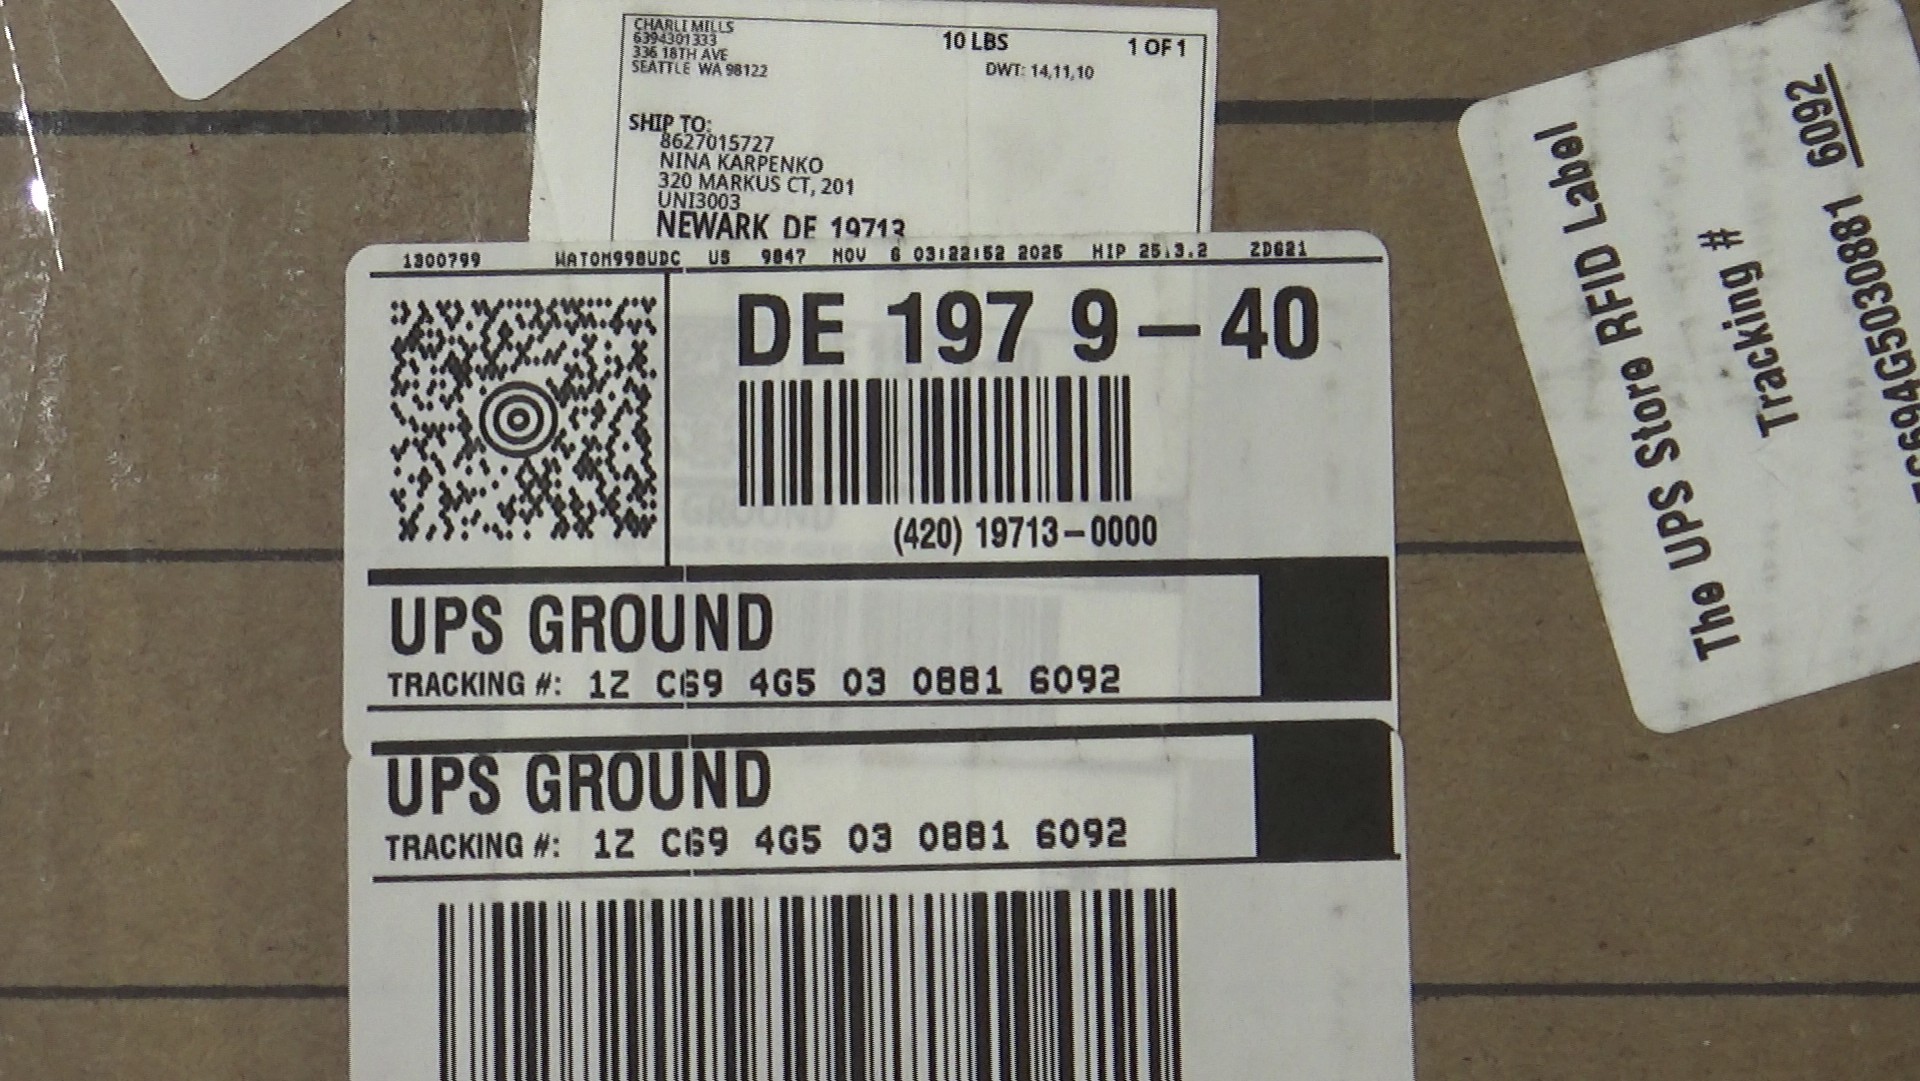 CHARLI MILLS
6394301333
336 18TH AVE
SEATTLE WA 98122
10 LBS
1 OF 1
DWT: 14,11,10
SHIP TO:
8627015727
NINA KARPENKO
320 MARKUS CT, 201
UNI3003
NEWARK DE 19713
1300799 WATOM998UDC US 9847 NOV 6 03:22:52 2025 HIP 25.3.2 ZD621
DE 197 9-40
(420) 19713-0000
UPS GROUND
TRACKING #: 1Z C69 4G5 03 0881 6092
UPS GROUND
TRACKING #: 1Z C69 4G5 03 0881 6092
The UPS Store RFID Label
Tracking #
C694G5030881 6092